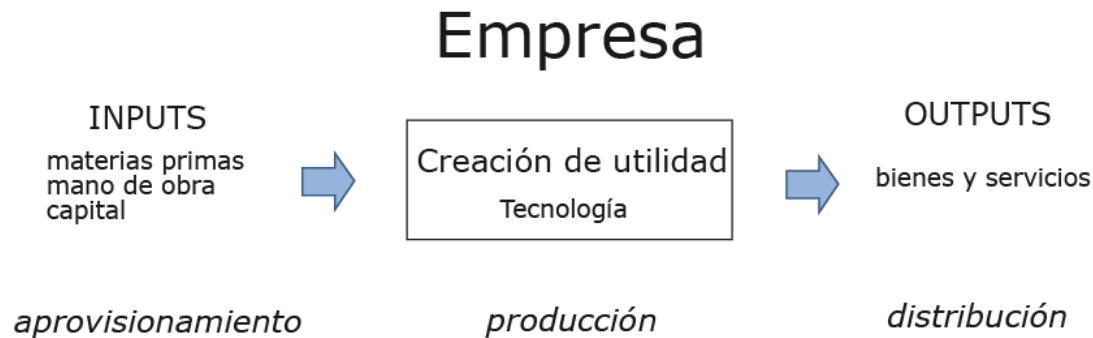 Empresa
INPUTS
materias primas
mano de obra
capital
Creación de utilidad
Tecnología
OUTPUTS
bienes y servicios
aprovisionamiento
producción
distribución